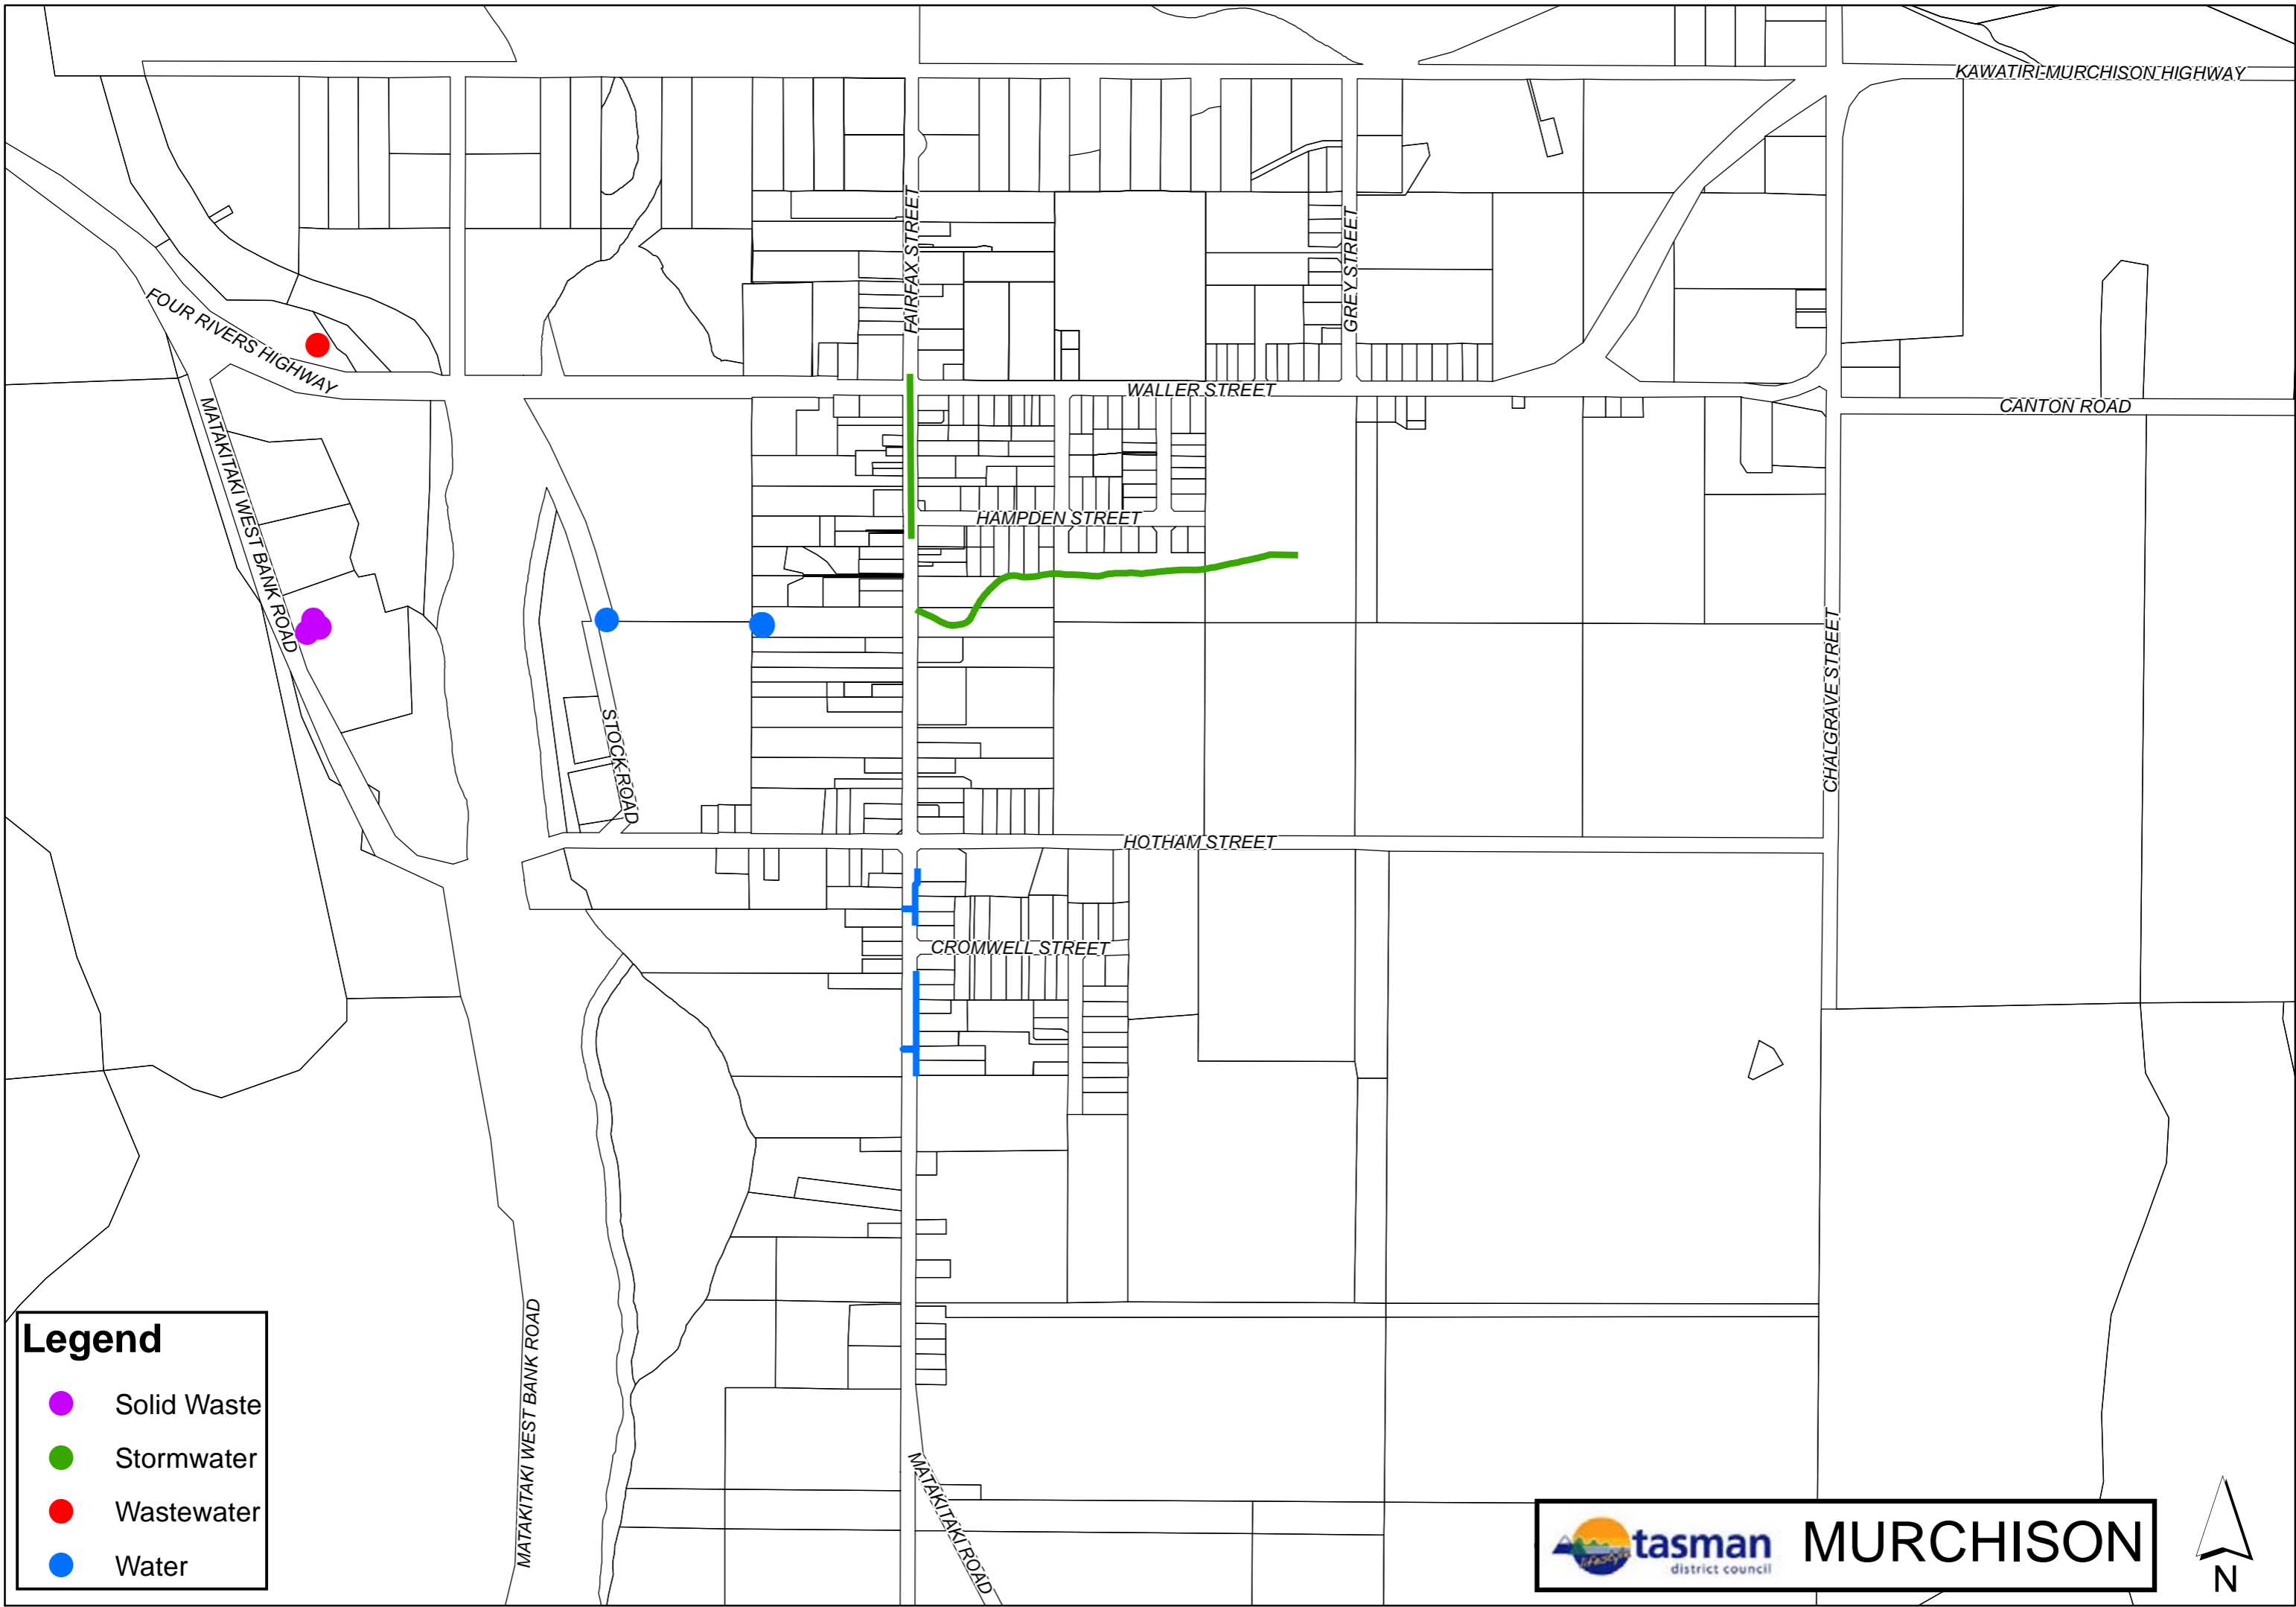 KAWATIRI-MURCHISON HIGHWAY
FAIRFAX STREET
GREY STREET
FOUR RIVERS HIGHWAY
WALLER STREET
CANTON ROAD
MATAKITAKI WEST BANK ROAD
HAMPDEN STREET
CHALGRAVE STREET
STOCK ROAD
HOTHAM STREET
CROMWELL STREET
MATAKITAKI WEST BANK ROAD
MATAKITAKI ROAD
Legend
Solid Waste
Stormwater
Wastewater
Water
lifestyle
tasman
district council
MURCHISON
N